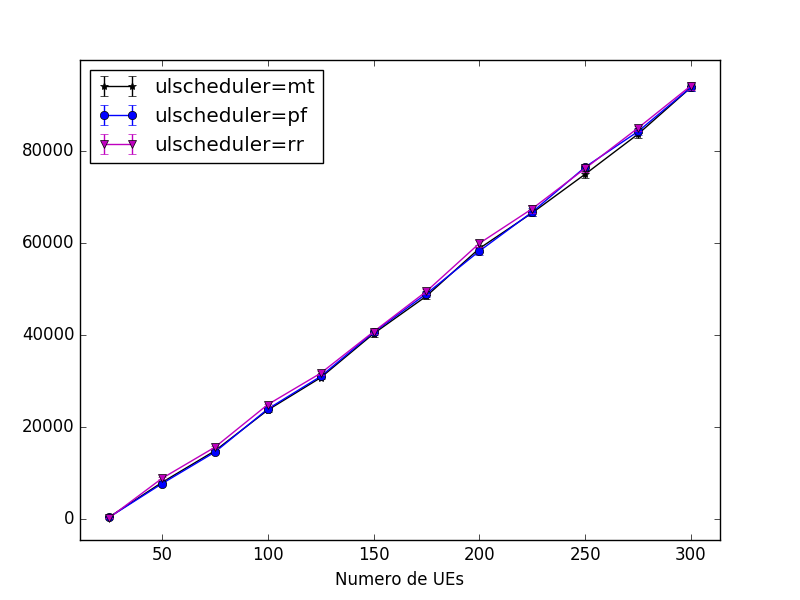 ulscheduler=mt
ulscheduler=pf
ulscheduler=rr
80000
60000
40000
20000
0
50 100 150 200 250 300
Numero de UEs